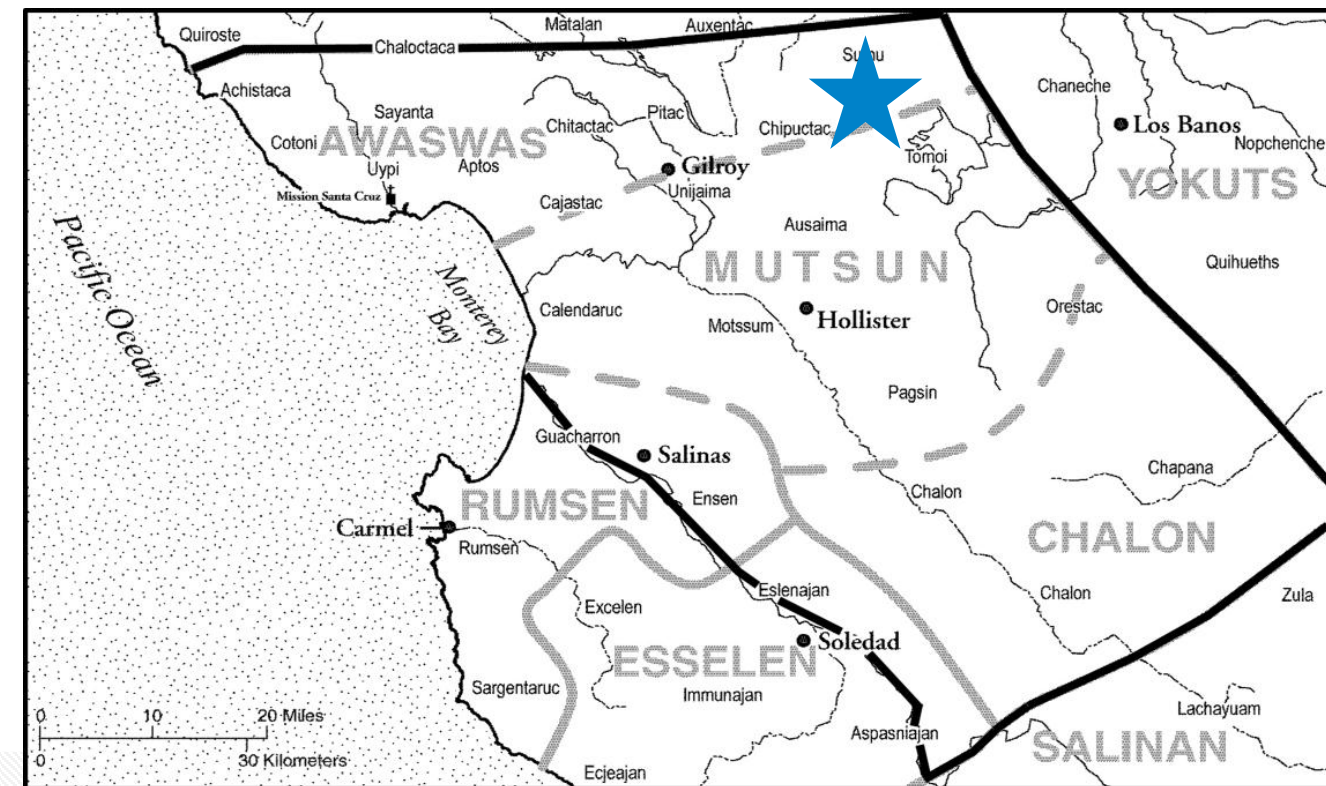 Matalan
Auxentac
Quiroste
Chaloctaca
Achistaca
Sayanta
Pitac
Chaneche
Cotoni
Chitactac
Chipuctac
Los Banos
Nopchenche
AWASWAS
Tomoi
Uypi
Aptos
Gilroy
YOKUTS
Mission Santa Cruz
Unijaima
Cajastac
Ausaima
Pacific Ocean
MUTSUN
Quihueths
Monterey
Bay
Calendaruc
Orestac
Motssum
Hollister
Pagsin
Guacharron
Salinas
Chapana
Ensen
Chalon
RUMSEN
Carmel
CHALON
Rumsen
Eslenajan
Chalon
Zula
Excelen
Soledad
ESSELEN
Sargentaruc
Immunajan
Lachayuam
0 10 20 Miles
Aspasniajan
SALINAN
0 30 Kilometers
Ecjeajan